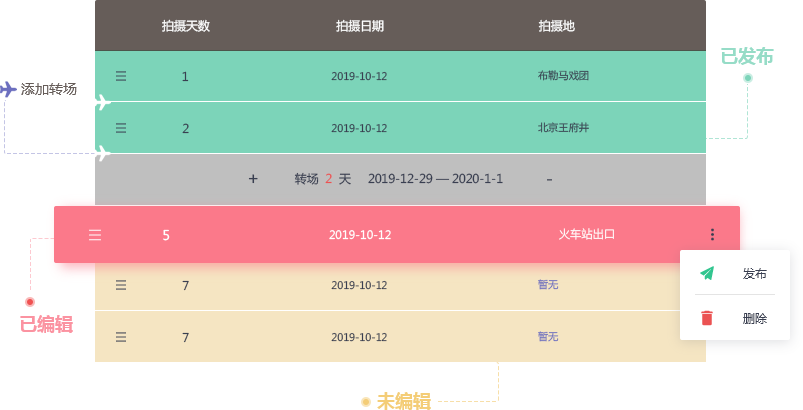 拍摄天数 拍摄日期 拍摄地
已发布
1 2019-10-12 布勒马戏团
添加转场
2 2019-10-12 北京王府井
+ 转场 2 天 2019-12-29 — 2020-1-1 -
5 2019-10-12 火车站出口
发布
7 2019-10-12 暂无
已编辑
删除
7 2019-10-12 暂无
未编辑